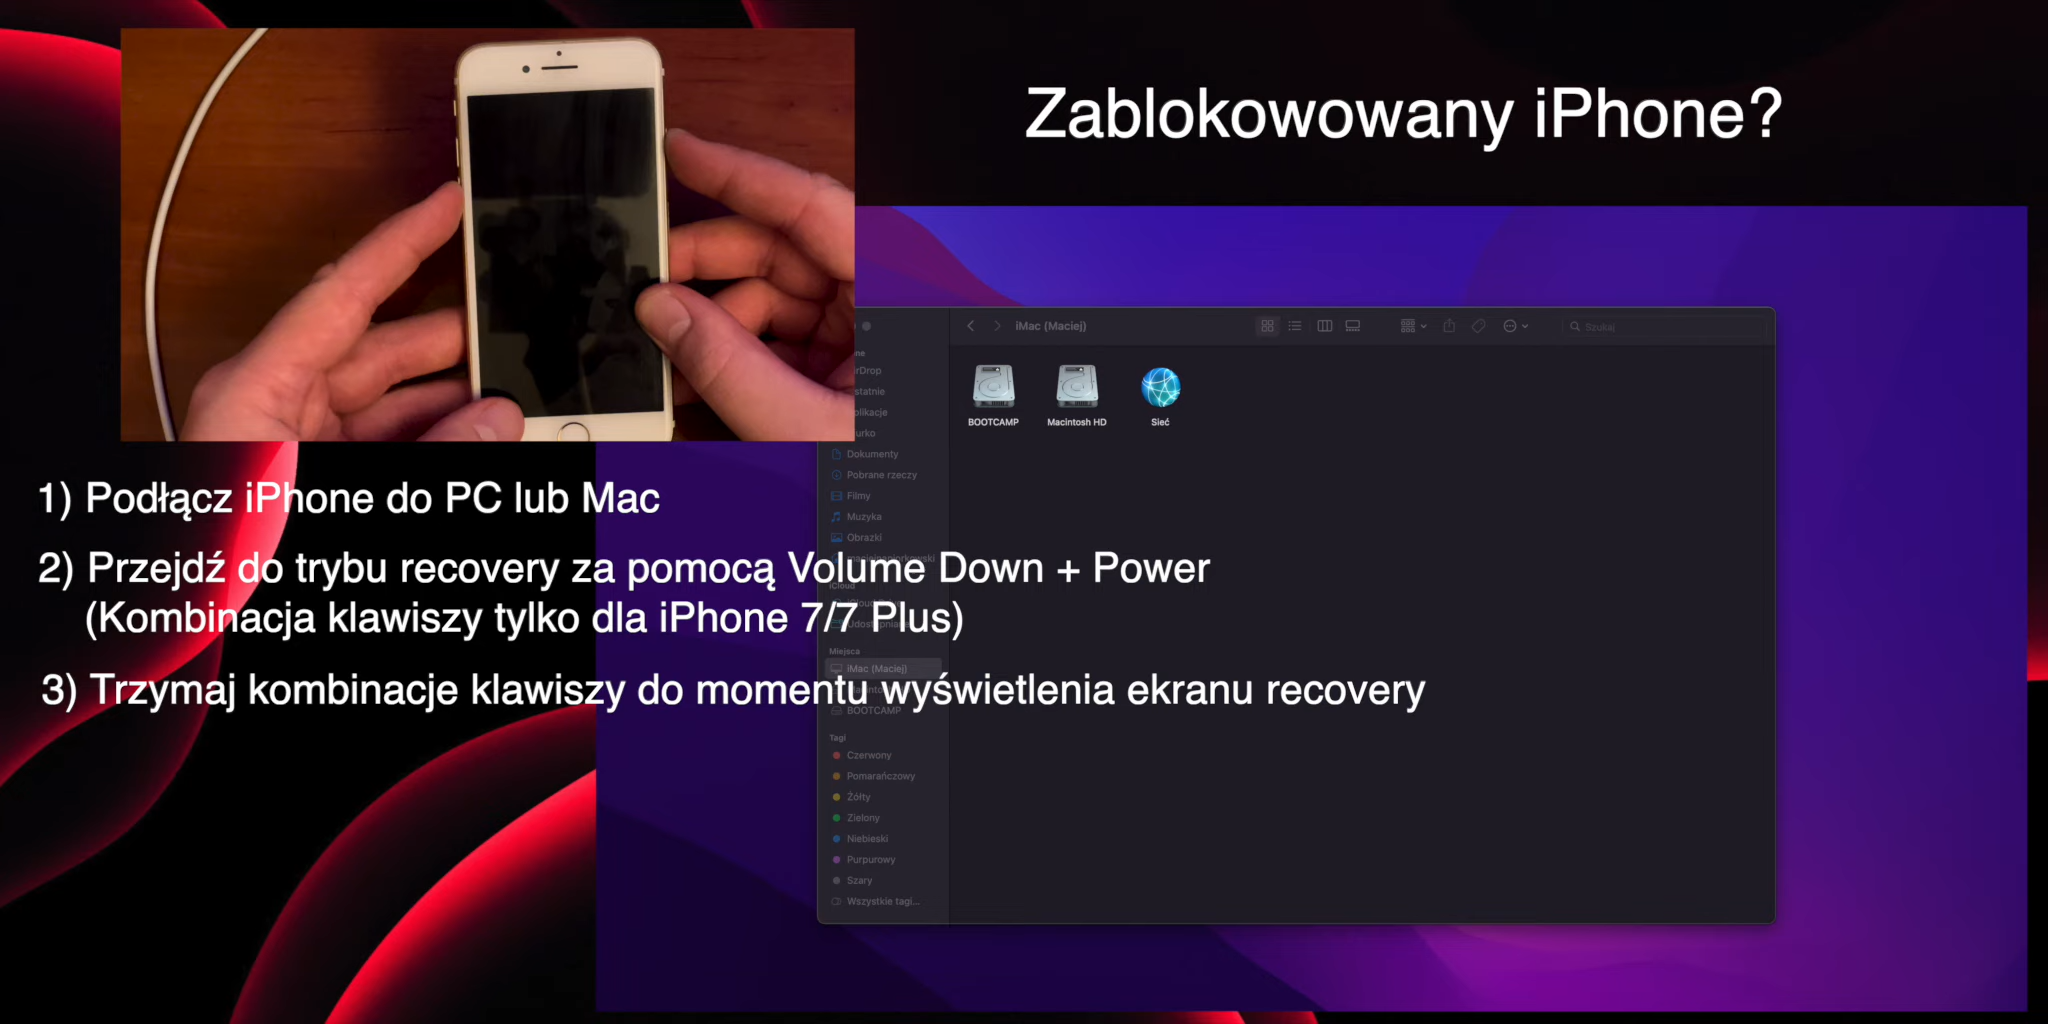 Zablokowowany iPhone?
iMac (Maciej)
Szukaj
BOOTCAMP
Macintosh HD
Sieć
Dokumenty
Pobrane rzeczy
Filmy
Muzyka
Obrazki
1) Podłącz iPhone do PC lub Mac
2) Przejdź do trybu recovery za pomocą Volume Down + Power
(Kombinacja klawiszy tylko dla iPhone 7/7 Plus)
iCloud
Miejsca
iMac (Maciej)
3) Trzymaj kombinacje klawiszy do momentu wyświetlenia ekranu recovery
BOOTCAMP
Tagi
Czerwony
Pomarańczowy
Żółty
Zielony
Niebieski
Purpurowy
Szary
Wszystkie tagi...